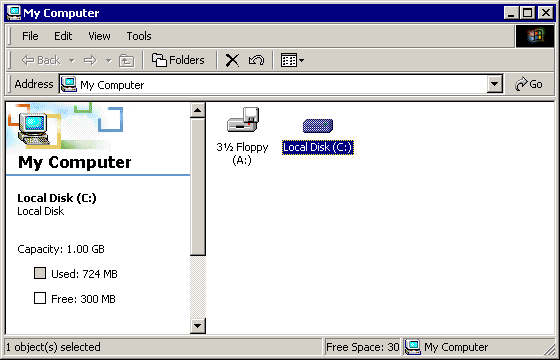 My Computer
File Edit View Tools
Back Folders
Address My Computer Go
3½ Floppy
(A:)
Local Disk (C:)
My Computer
Local Disk (C:)
Local Disk
Capacity: 1.00 GB
Used: 724 MB
Free: 300 MB
1 object(s) selected Free Space: 30 My Computer